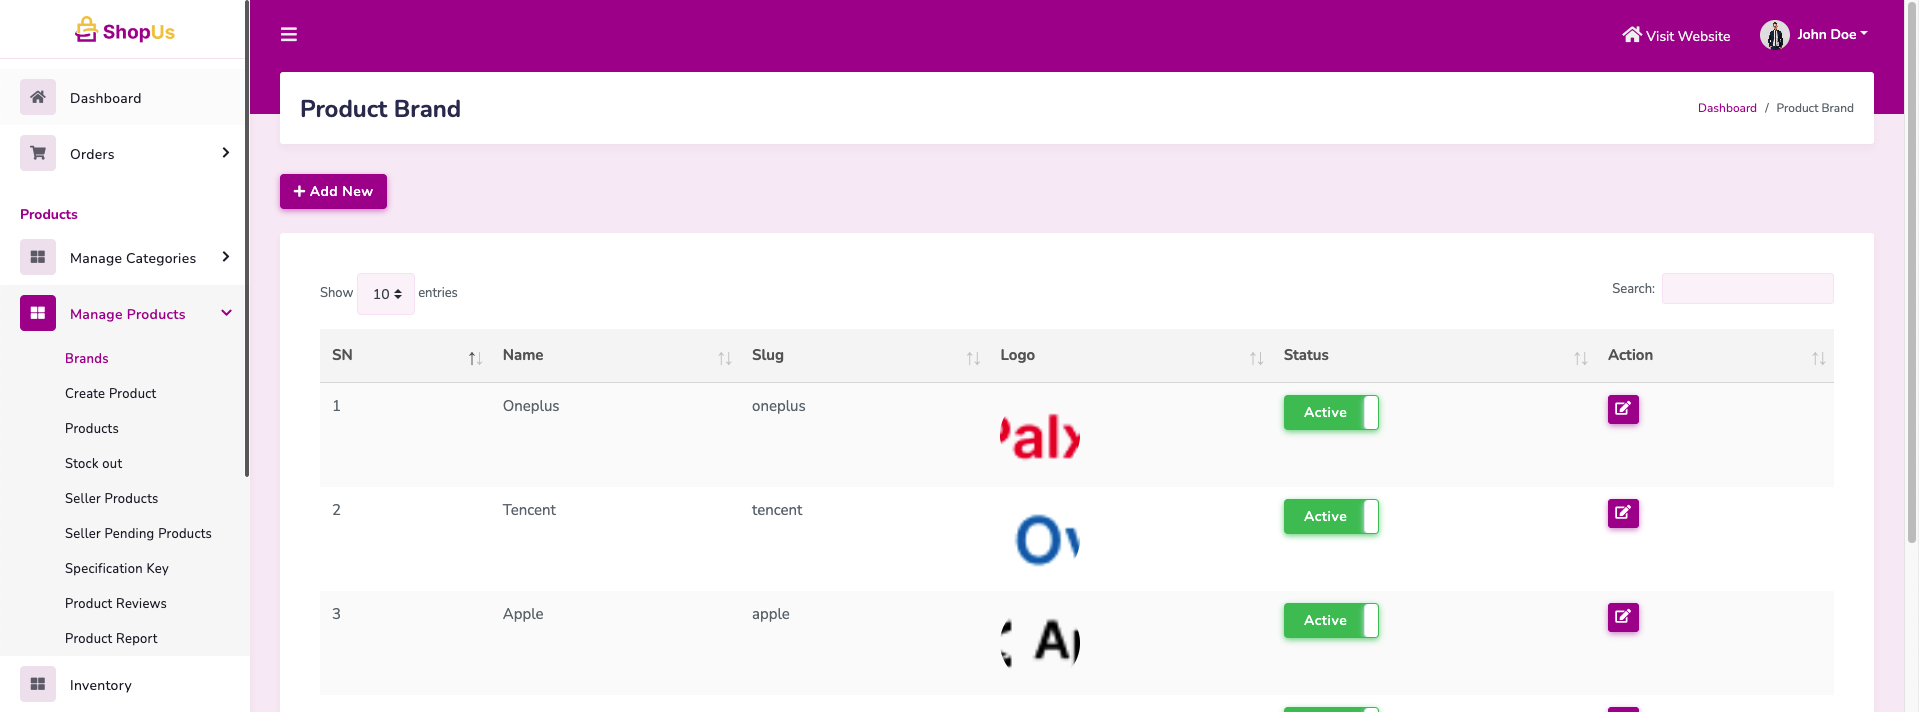 ShopUs
Visit Website
John Doe
Dashboard
Orders
Products
Manage Categories
Manage Products
Brands
Create Product
Products
Stock out
Seller Products
Seller Pending Products
Specification Key
Product Reviews
Product Report
Inventory
Product Brand
Dashboard / Product Brand
+ Add New
Show 10 entries
Search:
SN Name Slug Logo Status Action
1 Oneplus oneplus Palx Active
2 Tencent tencent Ov Active
3 Apple apple A Active